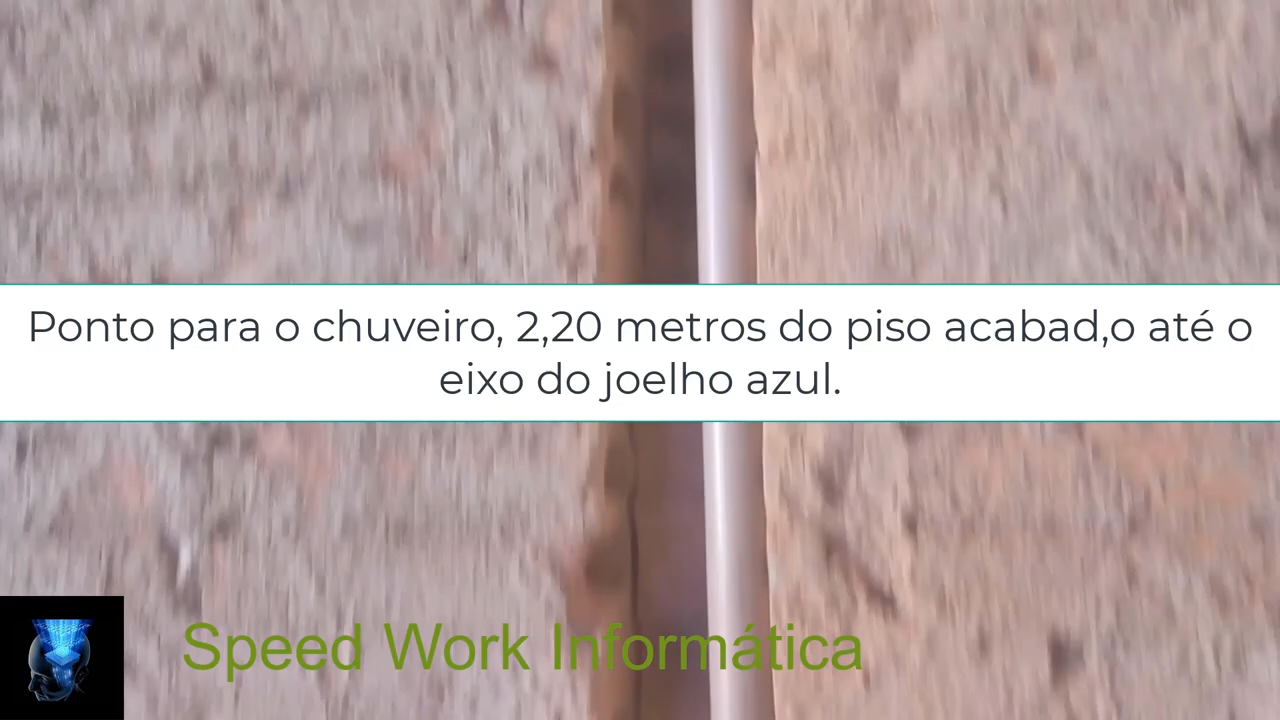 Ponto para o chuveiro, 2,20 metros do piso acabad,o até o
eixo do joelho azul.
Speed Work Informática